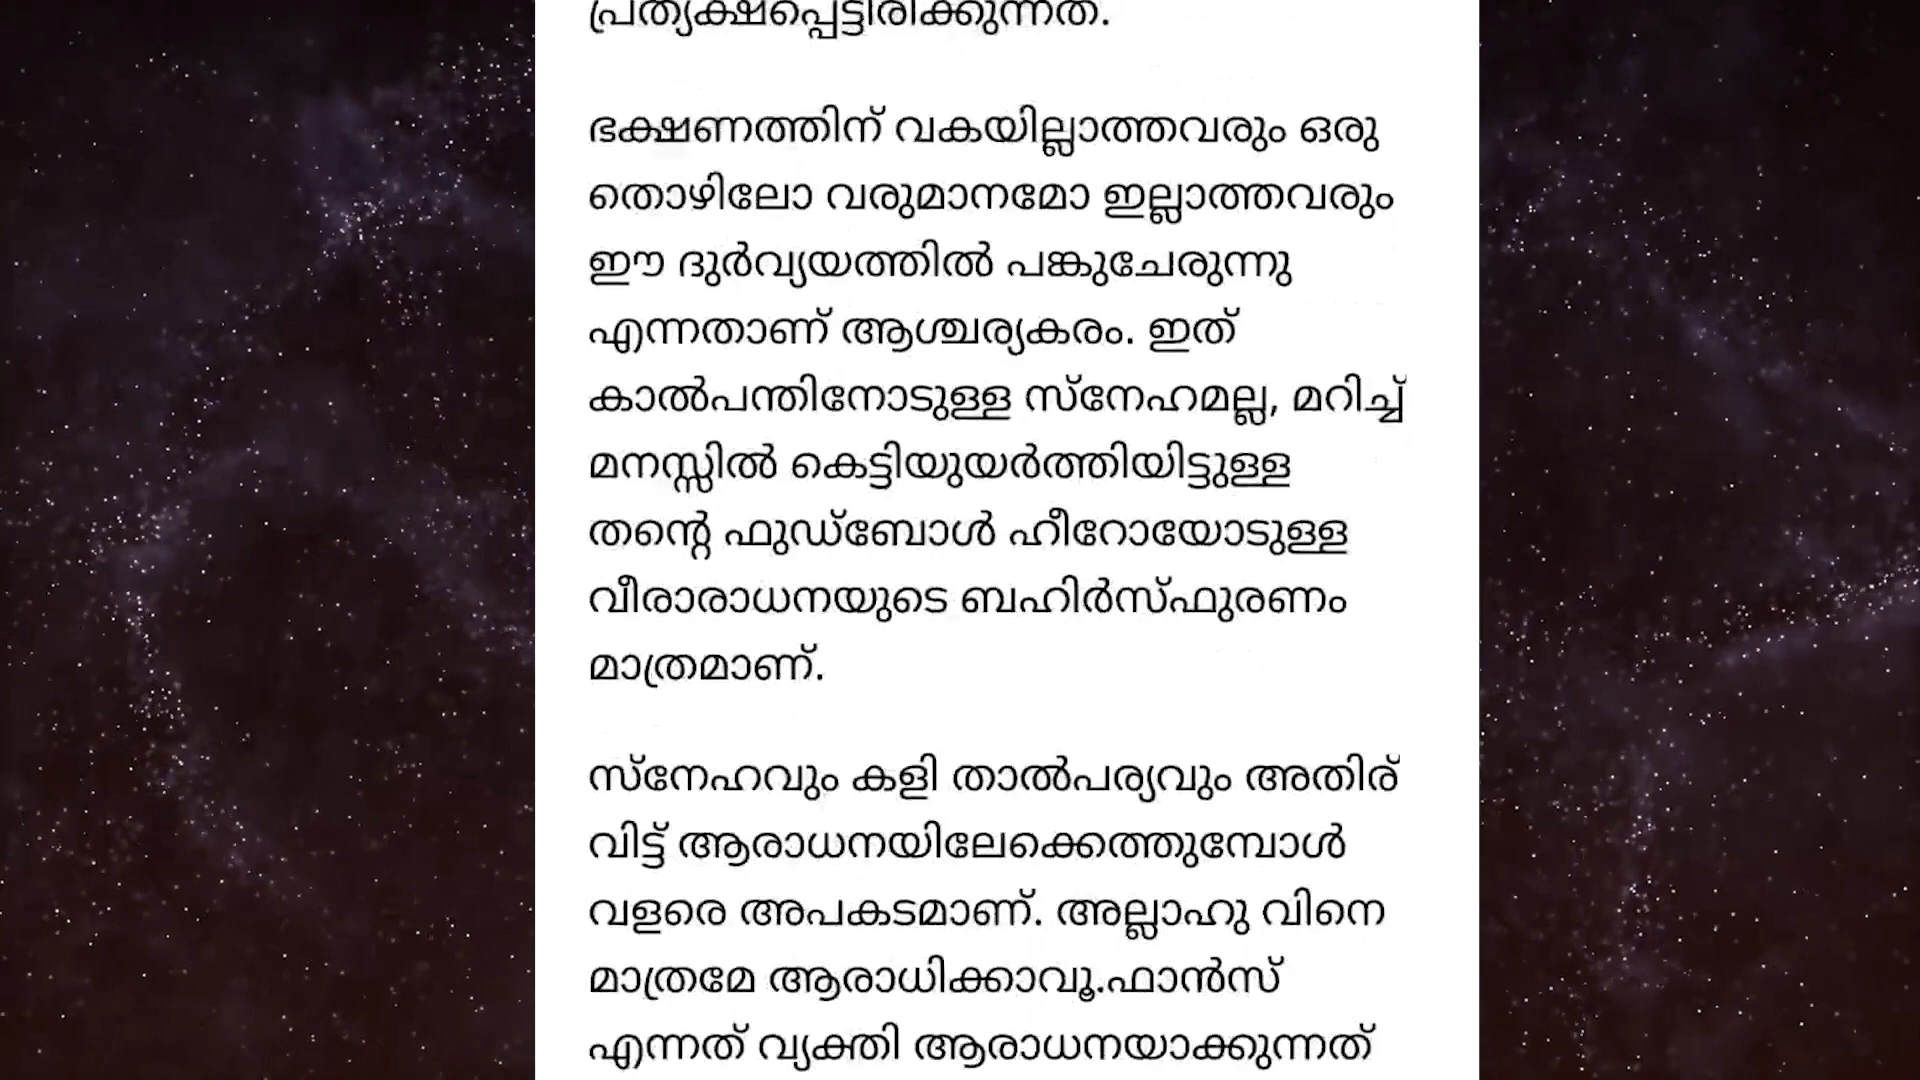 പ്രത്യക്ഷപ്പെട്ടിരിക്കുന്നത്.
ഭക്ഷണത്തിന് വകയില്ലാത്തവരും ഒരു
തൊഴിലോ വരുമാനമോ ഇല്ലാത്തവരും
ഈ ദുർവ്യയത്തിൽ പങ്കുചേരുന്നു
എന്നതാണ് ആശ്ചര്യകരം. ഇത്
കാൽപന്തിനോടുള്ള സ്നേഹമല്ല, മറിച്ച്
മനസ്സിൽ കെട്ടിയുയർത്തിയിട്ടുള്ള
തന്റെ ഫുഡ്ബോൾ ഹീറോയോടുള്ള
വീരാരാധനയുടെ ബഹിർസ്ഫുരണം
മാത്രമാണ്.
സ്നേഹവും കളി താൽപര്യവും അതിര്
വിട്ട് ആരാധനയിലേക്കെത്തുമ്പോൾ
വളരെ അപകടമാണ്. അല്ലാഹു വിനെ
മാത്രമേ ആരാധിക്കാവൂ.ഫാൻസ്
എന്നത് വ്യക്തി ആരാധനയാക്കുന്നത്